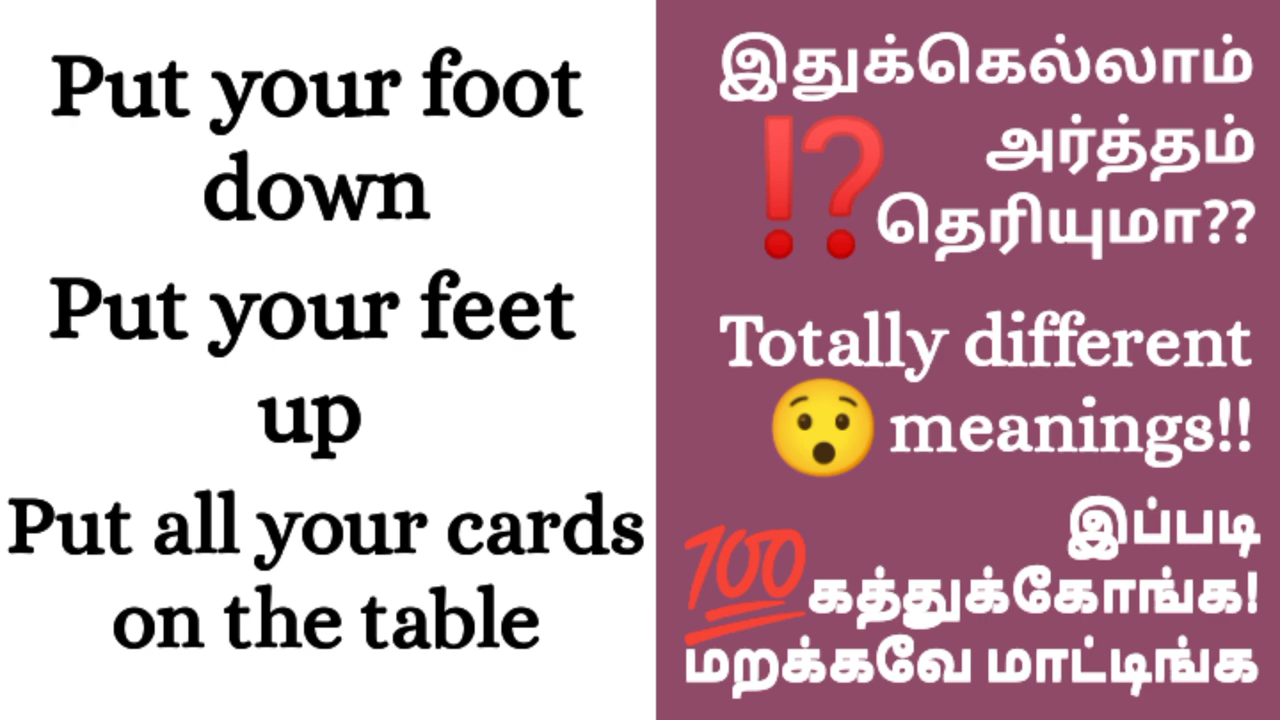 Put your foot
down
Put your feet
up
Put all your cards
on the table
இதுக்கெல்லாம்
அர்த்தம்
⁉️தெரியுமா??
Totally different
😯meanings!!
இப்படி
💯கத்துக்கோங்க!
மறக்கவே மாட்டிங்க